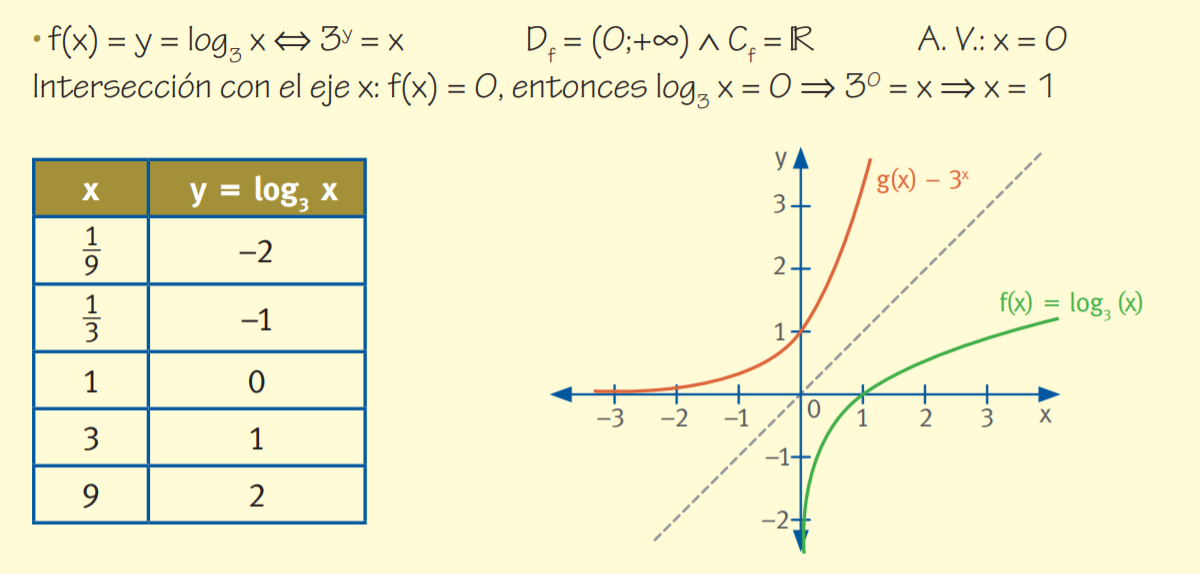 • f(x) = y = log₃ x ⇔ 3ʸ = x D_f = (0;+∞) ∧ C_f = ℝ A. V.: x = 0
Intersección con el eje x: f(x) = 0, entonces log₃ x = 0 ⇒ 3⁰ = x ⇒ x = 1
x y = log₃ x
1/9 –2
1/3 –1
1 0
3 1
9 2
y
g(x) – 3ˣ
3
2
f(x) = log₃ (x)
1
–3 –2 –1 0 1 2 3 x
–1
–2